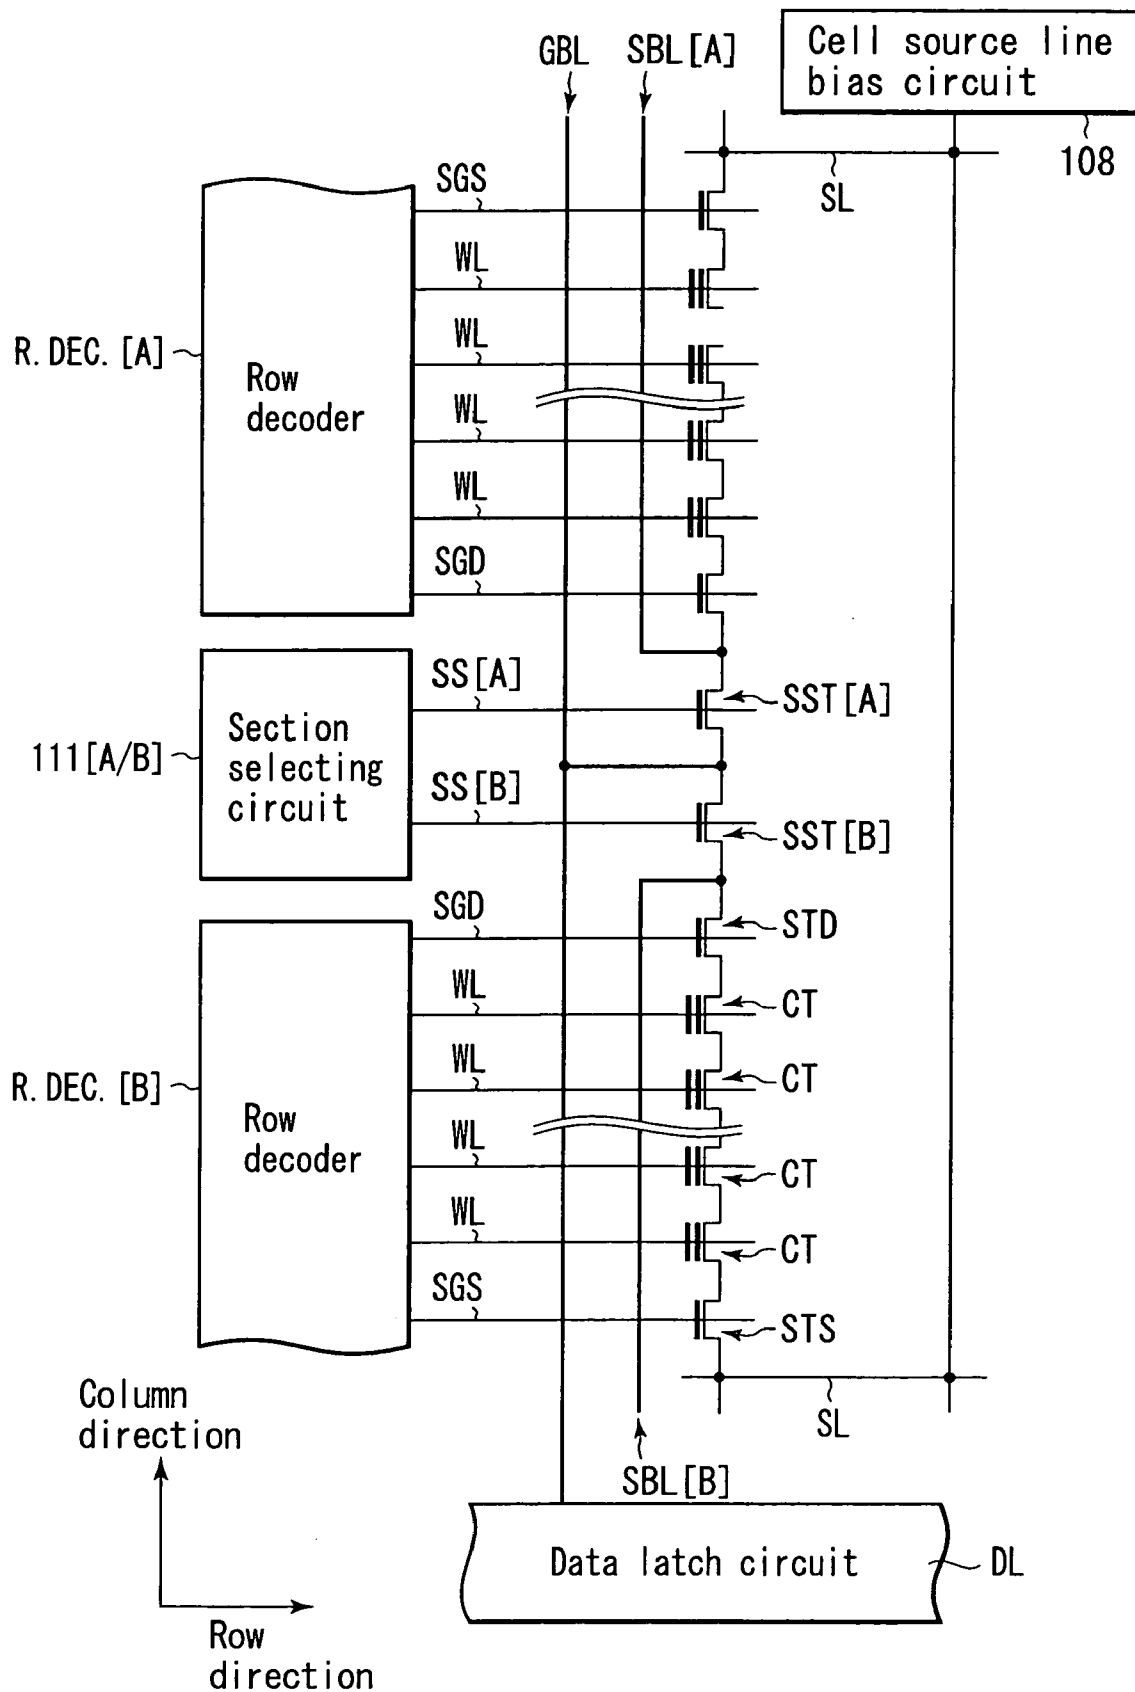 Cell source line
bias circuit
GBL
SBL[A]
108
SGS
SL
WL
R.DEC.[A]
WL
Row
decoder
WL
WL
SGD
SS[A]
SST[A]
Section
selecting
circuit
111[A/B]
SS[B]
SST[B]
SGD
STD
WL
CT
R.DEC.[B]
WL
CT
Row
decoder
WL
CT
WL
CT
SGS
STS
Column
direction
SL
SBL[B]
Data latch circuit
DL
Row
direction